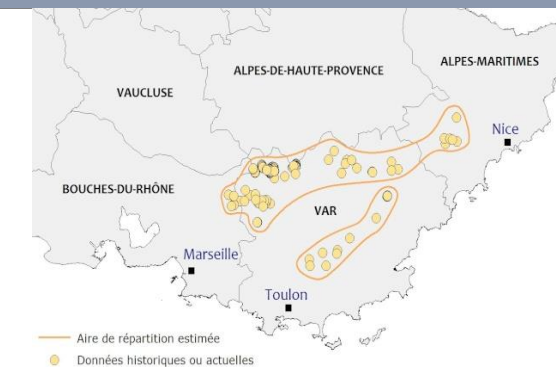 ALPES-MARITIMES
ALPES-DE-HAUTE-PROVENCE
VAUCLUSE
Nice
BOUCHES-DU-RHÔNE
VAR
Marseille
Toulon
Aire de répartition estimée
Données historiques ou actuelles